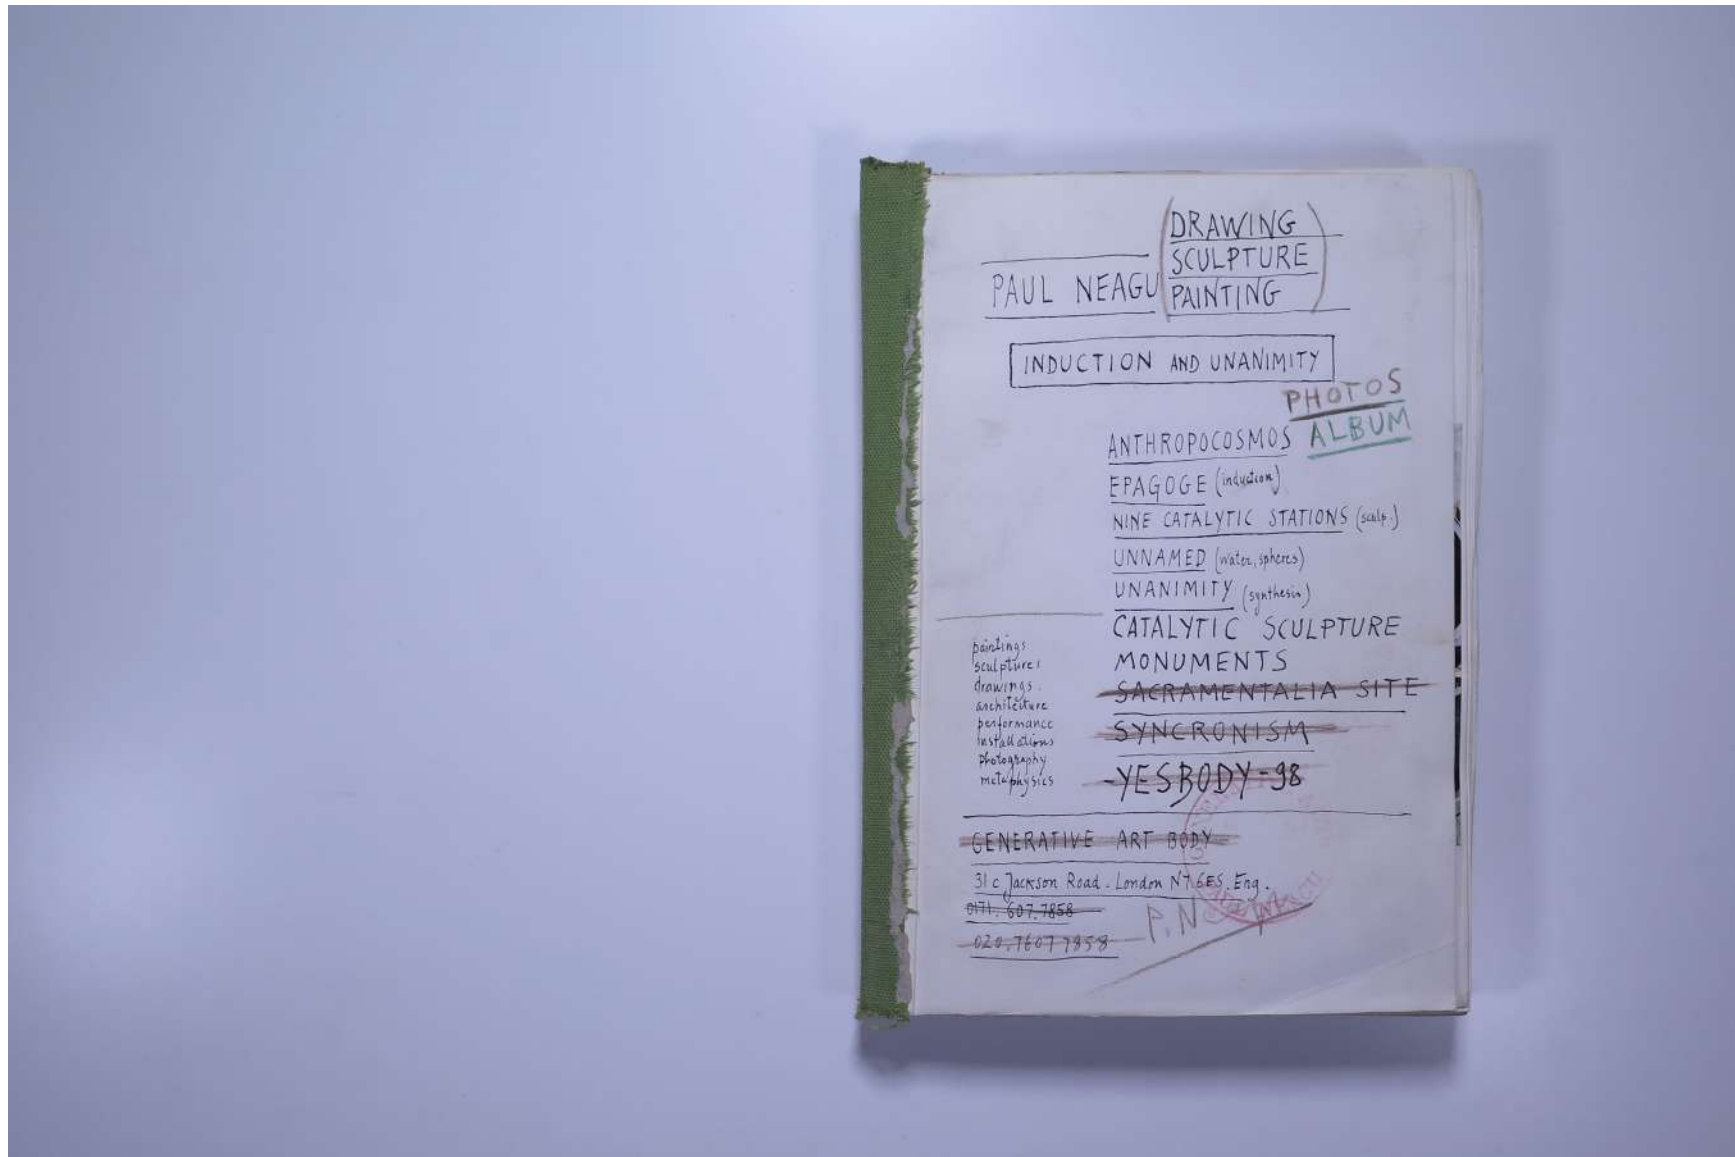 DRAWING
SCULPTURE
PAUL NEAGU PAINTING
INDUCTION AND UNANIMITY
PHOTOS
ALBUM
ANTHROPOCOSMOS
EPAGOGE (induction)
NINE CATALYTIC STATIONS (sculp.)
UNNAMED (water, spheres)
UNANIMITY (synthesis)
CATALYTIC SCULPTURE
MONUMENTS
SACRAMENTALIA SITE
SYNCRONISM
-YESBODY-98
paintings
sculptures
drawings.
architecture
performance
installations
photography
metaphysics
GENERATIVE ART BODY
31c Jackson Road. London N7 6ES. Eng.
0171. 607.7858
020.7607 7858
P. Neagu